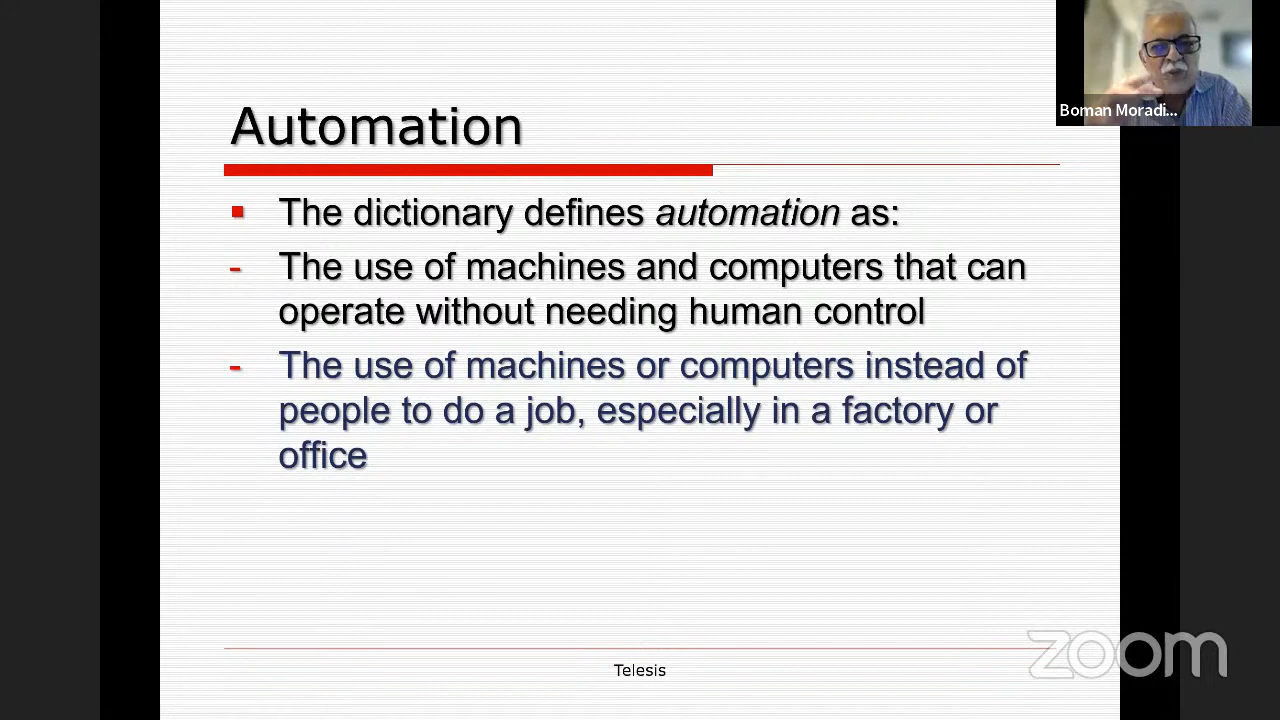 Boman Moradi...
Automation
The dictionary defines automation as:
- The use of machines and computers that can
operate without needing human control
- The use of machines or computers instead of
people to do a job, especially in a factory or
office
Telesis
zoom